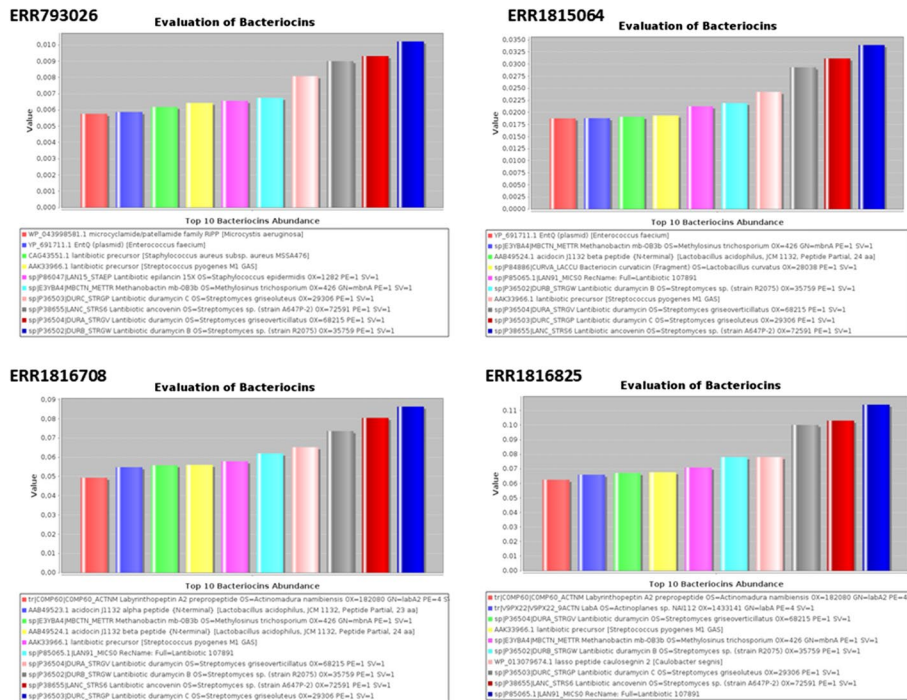 ERR793026
Evaluation of Bacteriocins
0,010
0,009
0,008
0,007
0,006
0,005
0,004
0,003
0,002
0,001
0,000
Value
Top 10 Bacteriocins Abundance
WP_043998581.1 microcyclamide/patellamide family RiPP [Microcystis aeruginosa]
YP_691711.1 EntQ (plasmid) [Enterococcus faecium]
CAG43551.1 lantibiotic precursor [Staphylococcus aureus subsp. aureus MSSA476]
AAK33966.1 lantibiotic precursor [Streptococcus pyogenes M1 GAS]
sp|P86047|LAN15_STAEP Lantibiotic epilancin 15X OS=Staphylococcus epidermidis OX=1282 PE=1 SV=1
sp|E3YBA4|MBCTN_METTR Methanobactin mb-OB3b OS=Methylosinus trichosporium OX=426 GN=mbnA PE=1 SV=1
sp|P36503|DURC_STRGP Lantibiotic duramycin C OS=Streptomyces griseoluteus OX=29306 PE=1 SV=1
sp|P38655|LANC_STRS6 Lantibiotic ancovenin OS=Streptomyces sp. (strain A647P-2) OX=72591 PE=1 SV=1
sp|P36504|DURA_STRGV Lantibiotic duramycin OS=Streptomyces griseoverticillatus OX=68215 PE=1 SV=1
sp|P36502|DURB_STRGW Lantibiotic duramycin B OS=Streptomyces sp. (strain R2075) OX=35759 PE=1 SV=1
ERR1815064
Evaluation of Bacteriocins
0,0350
0,0325
0,0300
0,0275
0,0250
0,0225
0,0200
0,0175
0,0150
0,0125
0,0100
0,0075
0,0050
0,0025
0,0000
Value
Top 10 Bacteriocins Abundance
YP_691711.1 EntQ (plasmid) [Enterococcus faecium]
sp|E3YBA4|MBCTN_METTR Methanobactin mb-OB3b OS=Methylosinus trichosporium OX=426 GN=mbnA PE=1 SV=1
AAB49524.1 acidocin J1132 beta peptide {N-terminal} [Lactobacillus acidophilus, JCM 1132, Peptide Partial, 24 aa]
sp|P84886|CURVA_LACCU Bacteriocin curvaticin (Fragment) OS=Lactobacillus curvatus OX=28038 PE=1 SV=1
sp|P85065.1|LAN91_MICS0 RecName: Full=Lantibiotic 107891
sp|P36502|DURB_STRGW Lantibiotic duramycin B OS=Streptomyces sp. (strain R2075) OX=35759 PE=1 SV=1
AAK33966.1 lantibiotic precursor [Streptococcus pyogenes M1 GAS]
sp|P36504|DURA_STRGV Lantibiotic duramycin OS=Streptomyces griseoverticillatus OX=68215 PE=1 SV=1
sp|P36503|DURC_STRGP Lantibiotic duramycin C OS=Streptomyces griseoluteus OX=29306 PE=1 SV=1
sp|P38655|LANC_STRS6 Lantibiotic ancovenin OS=Streptomyces sp. (strain A647P-2) OX=72591 PE=1 SV=1
ERR1816708
Evaluation of Bacteriocins
0,09
0,08
0,07
0,06
0,05
0,04
0,03
0,02
0,01
0,00
Value
Top 10 Bacteriocins Abundance
tr|C0MP60|C0MP60_ACTNM Labyrinthopeptin A2 prepropeptide OS=Actinomadura namibiensis OX=182080 GN=labA2 PE=4 S
AAB49523.1 acidocin J1132 alpha peptide {N-terminal} [Lactobacillus acidophilus, JCM 1132, Peptide Partial, 23 aa]
sp|E3YBA4|MBCTN_METTR Methanobactin mb-OB3b OS=Methylosinus trichosporium OX=426 GN=mbnA PE=1 SV=1
AAB49524.1 acidocin J1132 beta peptide {N-terminal} [Lactobacillus acidophilus, JCM 1132, Peptide Partial, 24 aa]
AAK33966.1 lantibiotic precursor [Streptococcus pyogenes M1 GAS]
sp|P85065.1|LAN91_MICS0 RecName: Full=Lantibiotic 107891
sp|P36504|DURA_STRGV Lantibiotic duramycin OS=Streptomyces griseoverticillatus OX=68215 PE=1 SV=1
sp|P36502|DURB_STRGW Lantibiotic duramycin B OS=Streptomyces sp. (strain R2075) OX=35759 PE=1 SV=1
sp|P38655|LANC_STRS6 Lantibiotic ancovenin OS=Streptomyces sp. (strain A647P-2) OX=72591 PE=1 SV=1
sp|P36503|DURC_STRGP Lantibiotic duramycin C OS=Streptomyces griseoluteus OX=29306 PE=1 SV=1
ERR1816825
Evaluation of Bacteriocins
0.11
0.10
0.09
0.08
0.07
0.06
0.05
0.04
0.03
0.02
0.01
0.00
Value
Top 10 Bacteriocins Abundance
tr|C0MP60|C0MP60_ACTNM Labyrinthopeptin A2 prepropeptide OS=Actinomadura namibiensis OX=182080 GN=labA2 PE=4
tr|V9PX22|V9PX22_9ACTN LabA OS=Actinoplanes sp. NAI112 OX=1433141 GN=labA PE=4 SV=1
sp|P36504|DURA_STRGV Lantibiotic duramycin OS=Streptomyces griseoverticillatus OX=68215 PE=1 SV=1
AAK33966.1 lantibiotic precursor [Streptococcus pyogenes M1 GAS]
sp|E3YBA4|MBCTN_METTR Methanobactin mb-OB3b OS=Methylosinus trichosporium OX=426 GN=mbnA PE=1 SV=1
sp|P36502|DURB_STRGW Lantibiotic duramycin B OS=Streptomyces sp. (strain R2075) OX=35759 PE=1 SV=1
WP_013079674.1 lasso peptide caulosegnin 2 [Caulobacter segnis]
sp|P36503|DURC_STRGP Lantibiotic duramycin C OS=Streptomyces griseoluteus OX=29306 PE=1 SV=1
sp|P38655|LANC_STRS6 Lantibiotic ancovenin OS=Streptomyces sp. (strain A647P-2) OX=72591 PE=1 SV=1
sp|P85065.1|LAN91_MICS0 RecName: Full=Lantibiotic 107891